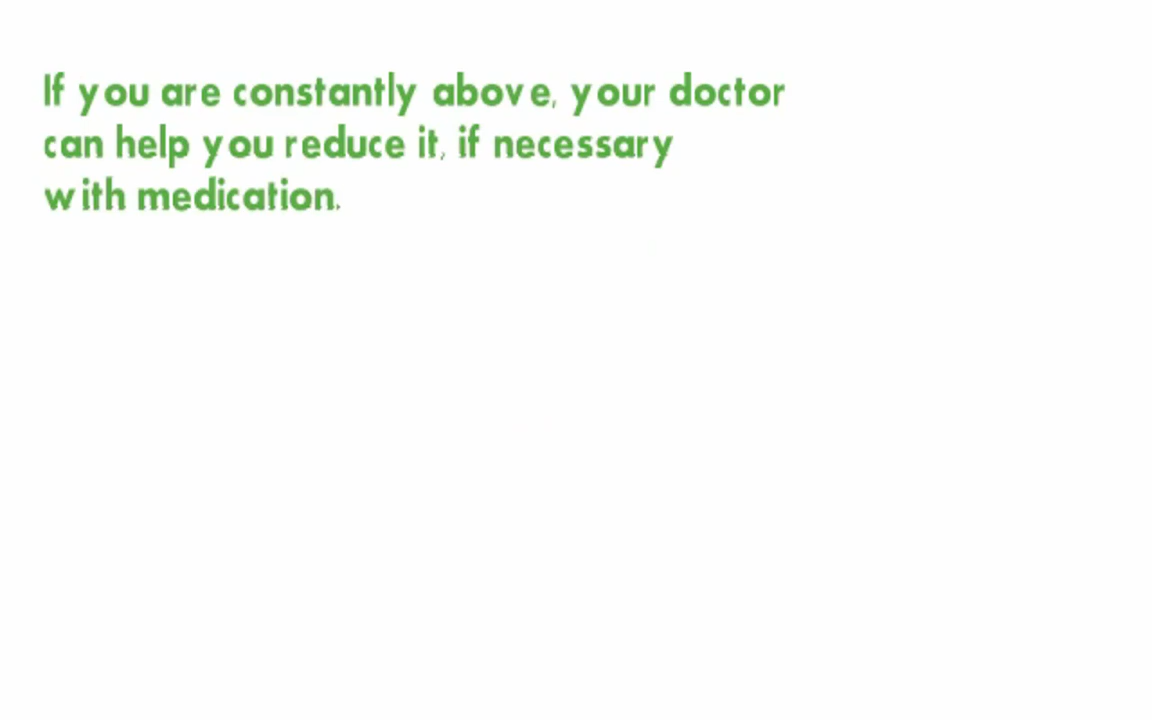 If you are constantly above, your doctor
can help you reduce it, if necessary
with medication.